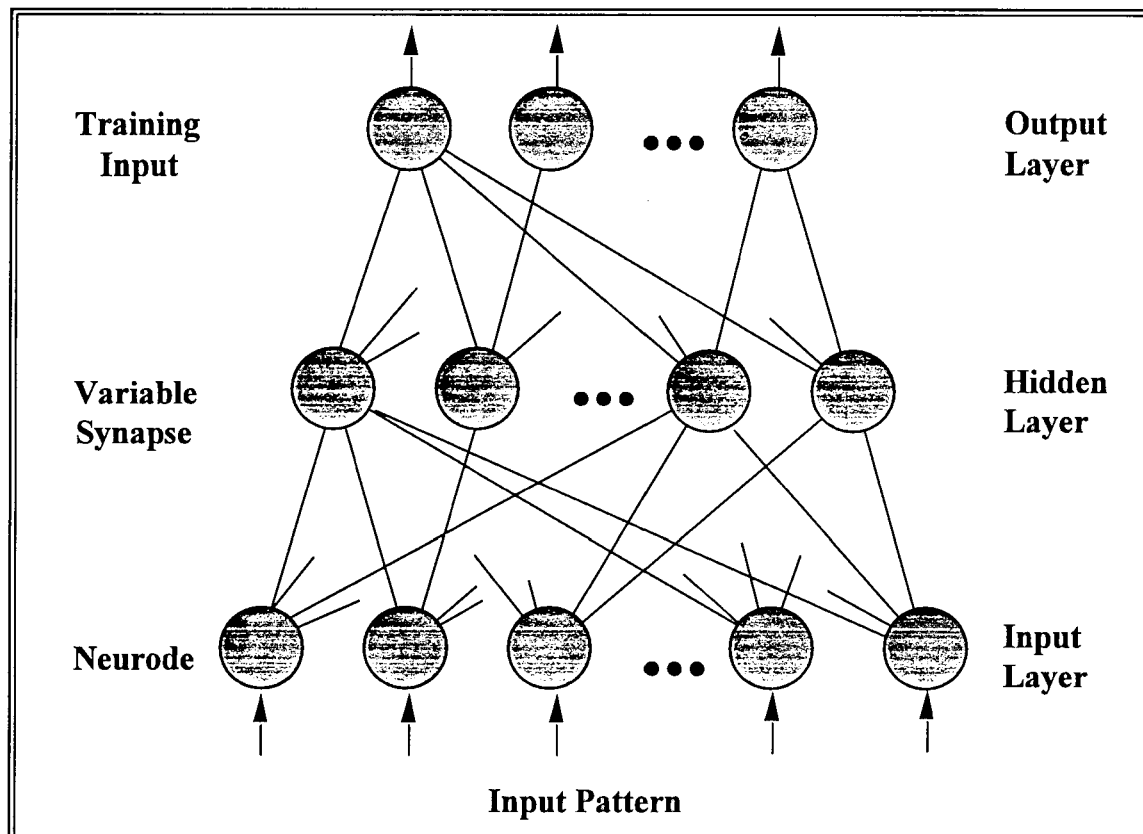 Training
Input
Output
Layer
Variable
Synapse
Hidden
Layer
Neurode
Input
Layer
Input Pattern